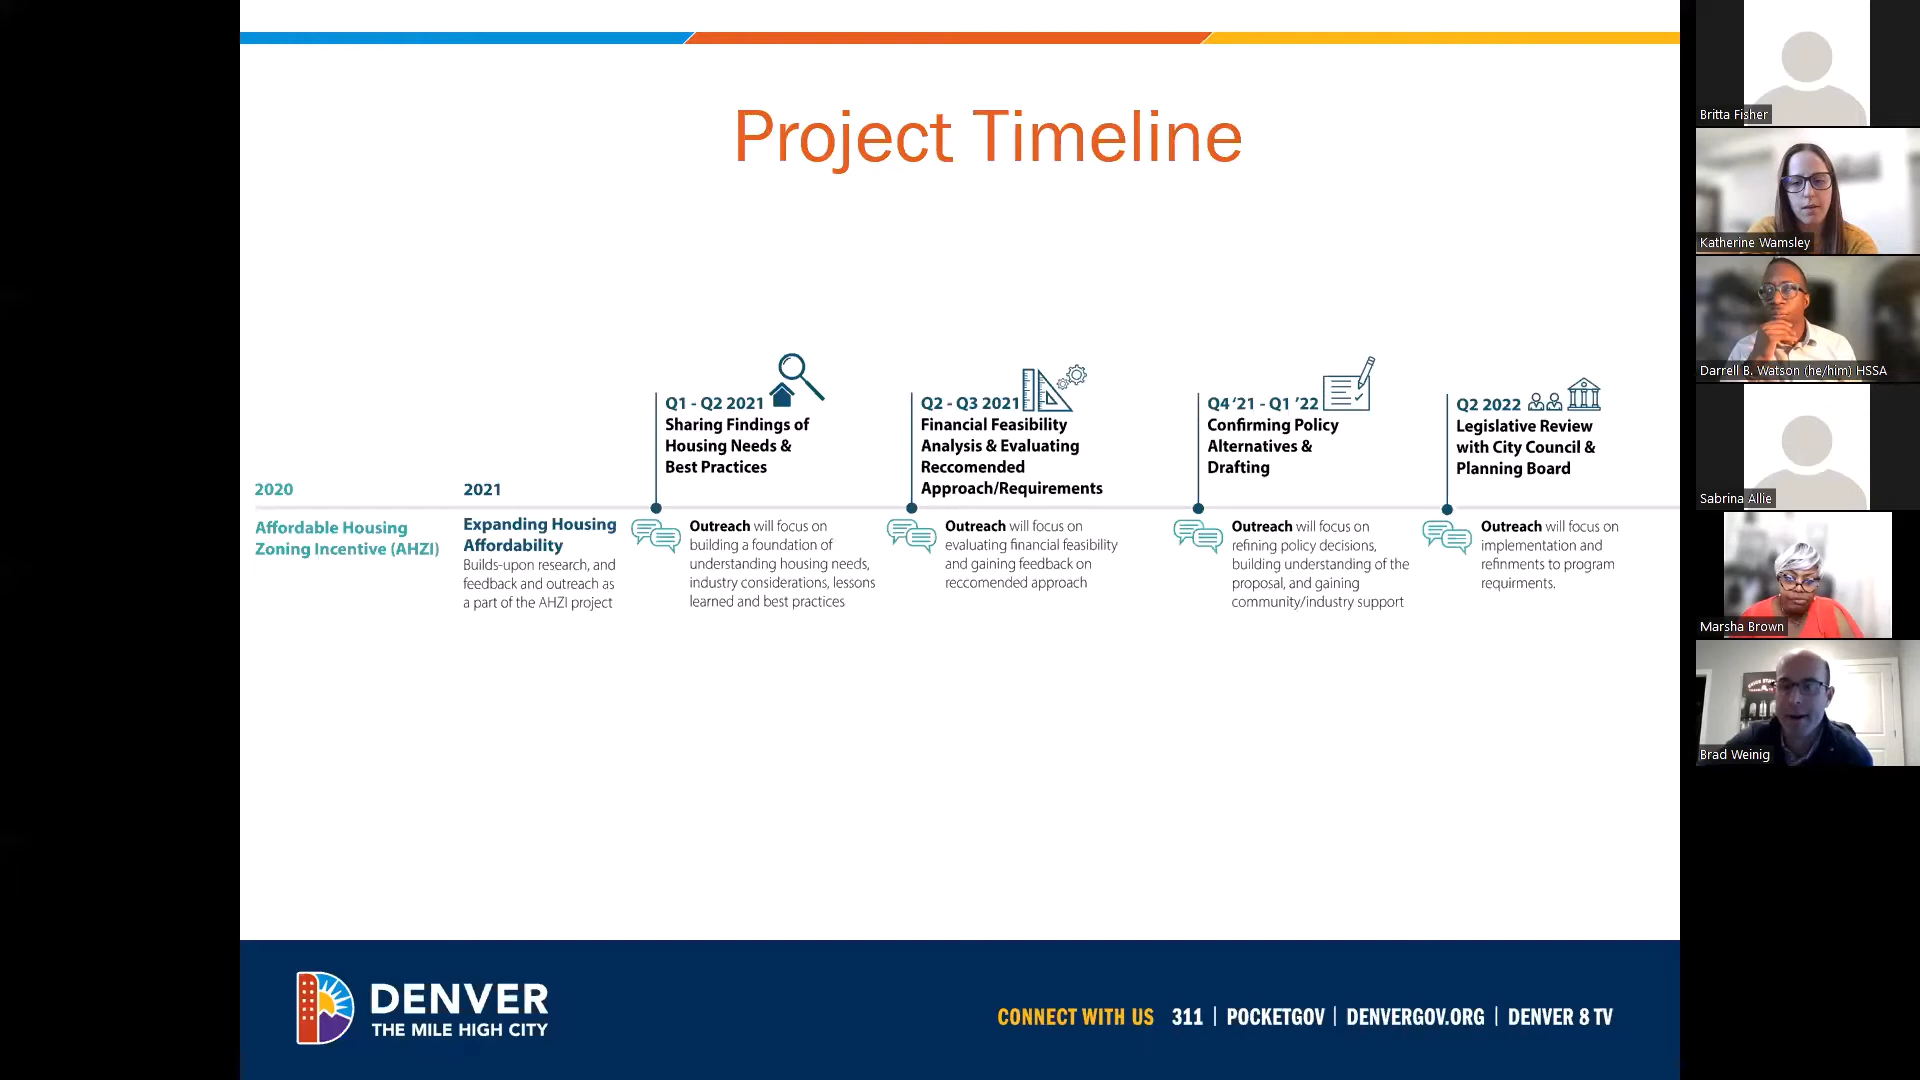 Project Timeline
2020
Affordable Housing
Zoning Incentive (AHZI)
2021
Expanding Housing
Affordability
Builds-upon research, and
feedback and outreach as
a part of the AHZI project
Q1 - Q2 2021
Sharing Findings of
Housing Needs &
Best Practices
Outreach will focus on
building a foundation of
understanding housing needs,
industry considerations, lessons
learned and best practices
Q2 - Q3 2021
Financial Feasibility
Analysis & Evaluating
Reccomended
Approach/Requirements
Outreach will focus on
evaluating financial feasibility
and gaining feedback on
reccomended approach
Q4 '21 - Q1 '22
Confirming Policy
Alternatives &
Drafting
Outreach will focus on
refining policy decisions,
building understanding of the
proposal, and gaining
community/industry support
Q2 2022
Legislative Review
with City Council &
Planning Board
Outreach will focus on
implementation and
refinments to program
requirments.
DENVER
THE MILE HIGH CITY
CONNECT WITH US 311 | POCKETGOV | DENVERGOV.ORG | DENVER 8 TV
Britta Fisher
Katherine Wamsley
Darrell B. Watson (he/him) HSSA
Sabrina Allie
Marsha Brown
Brad Weinig